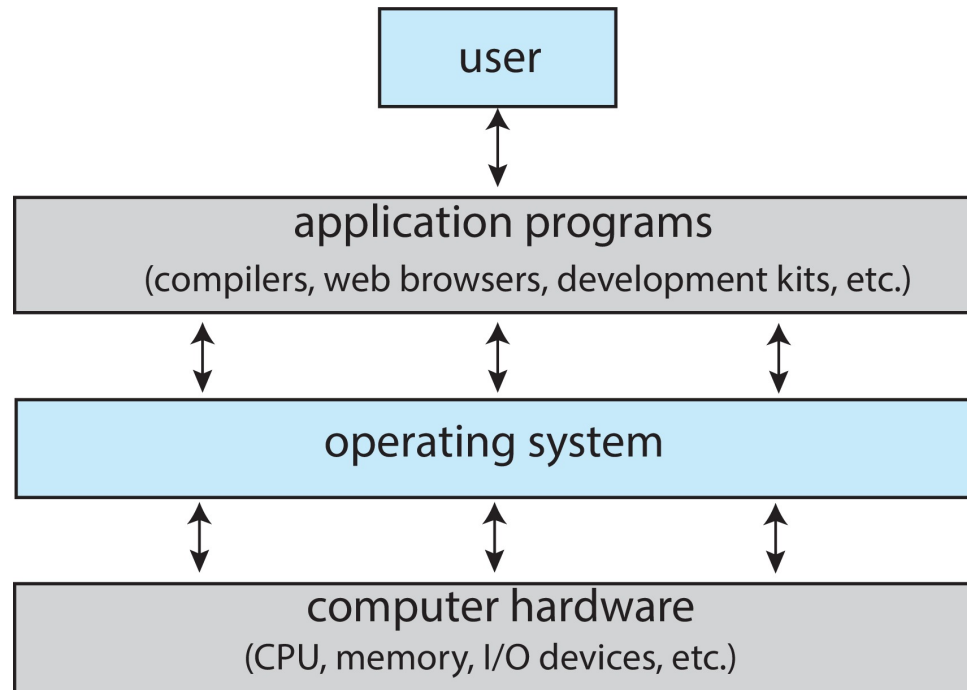 user
application programs
(compilers, web browsers, development kits, etc.)
operating system
computer hardware
(CPU, memory, I/O devices, etc.)